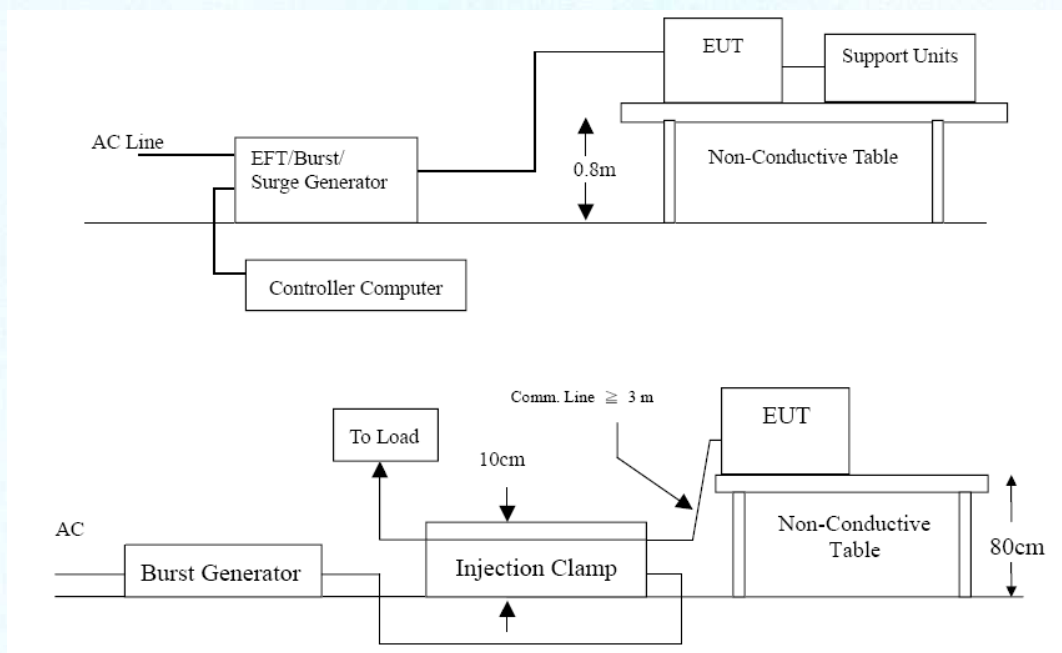 EUT
Support Units
AC Line
EFT/Burst/
Surge Generator
0.8m
Non-Conductive Table
Controller Computer
Comm. Line ≧ 3 m
EUT
To Load
10cm
AC
Burst Generator
Injection Clamp
Non-Conductive
Table
80cm